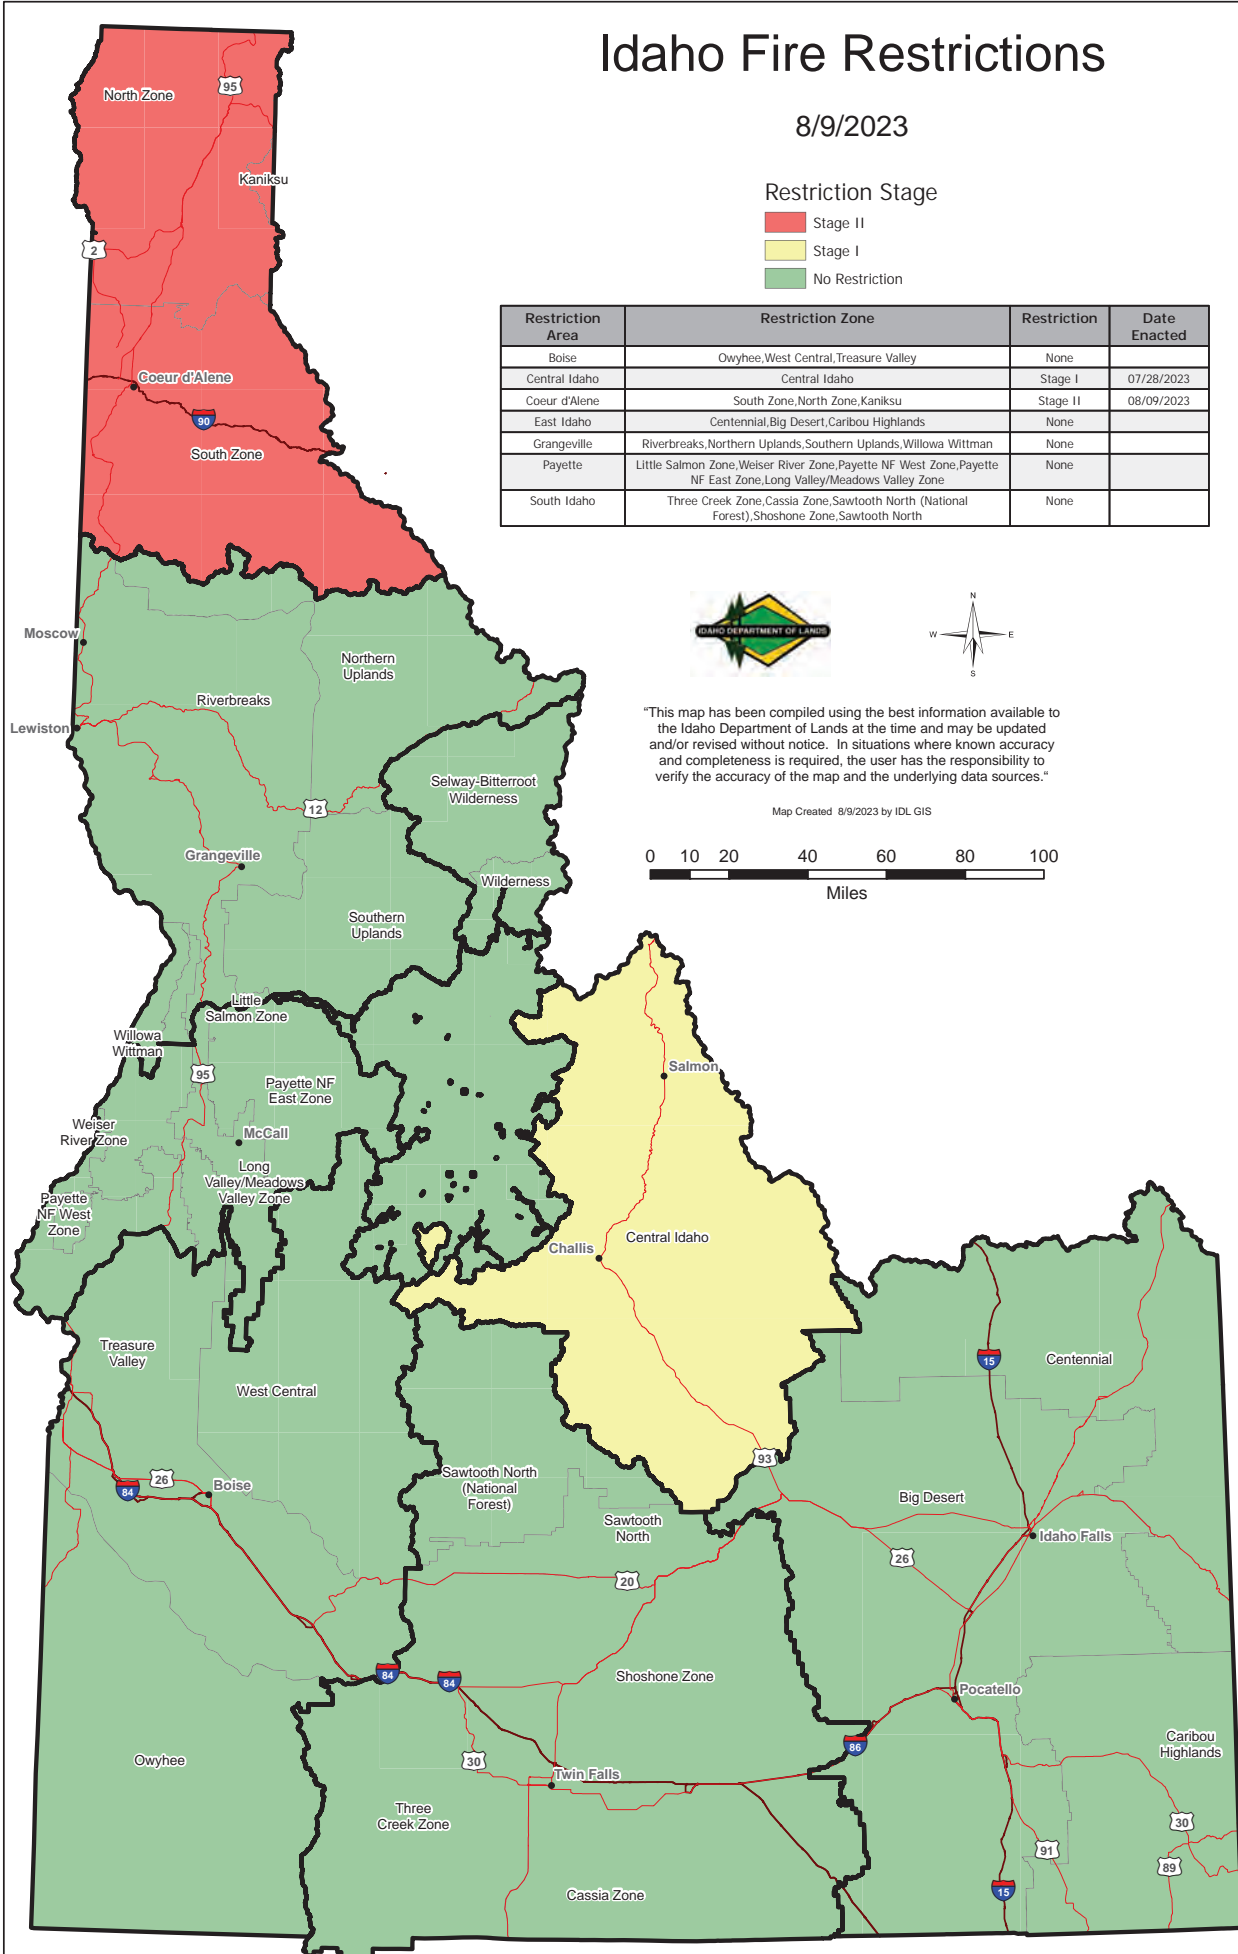 Idaho Fire Restrictions
8/9/2023
Restriction Stage
Stage II
Stage I
No Restriction
Restriction Area | Restriction Zone | Restriction | Date Enacted
Boise | Owyhee,West Central,Treasure Valley | None
Central Idaho | Central Idaho | Stage I | 07/28/2023
Coeur d'Alene | South Zone,North Zone,Kaniksu | Stage II | 08/09/2023
East Idaho | Centennial,Big Desert,Caribou Highlands | None
Grangeville | Riverbreaks,Northern Uplands,Southern Uplands,Willowa Wittman | None
Payette | Little Salmon Zone,Weiser River Zone,Payette NF West Zone,Payette NF East Zone,Long Valley/Meadows Valley Zone | None
South Idaho | Three Creek Zone,Cassia Zone,Sawtooth North (National Forest),Shoshone Zone,Sawtooth North | None
IDAHO DEPARTMENT OF LANDS
N
W
E
S
"This map has been compiled using the best information available to
the Idaho Department of Lands at the time and may be updated
and/or revised without notice. In situations where known accuracy
and completeness is required, the user has the responsibility to
verify the accuracy of the map and the underlying data sources."
Map Created 8/9/2023 by IDL GIS
0 10 20 40 60 80 100
Miles
North Zone
95
Kaniksu
2
Coeur d'Alene
90
South Zone
Moscow
Northern
Uplands
Riverbreaks
Lewiston
Selway-Bitterroot
Wilderness
12
Grangeville
Wilderness
Southern
Uplands
Little
Salmon Zone
Willowa
Wittman
95
Payette NF
East Zone
Salmon
Weiser
River Zone
McCall
Long
Valley/Meadows
Valley Zone
Payette
NF West
Zone
Challis
Central Idaho
Treasure
Valley
West Central
15
Centennial
93
Sawtooth North
(National
Forest)
26
84
Boise
Big Desert
Sawtooth
North
Idaho Falls
26
20
84
84
Shoshone Zone
Pocatello
86
Caribou
Highlands
Owyhee
30
Twin Falls
Three
Creek Zone
30
91
89
15
Cassia Zone